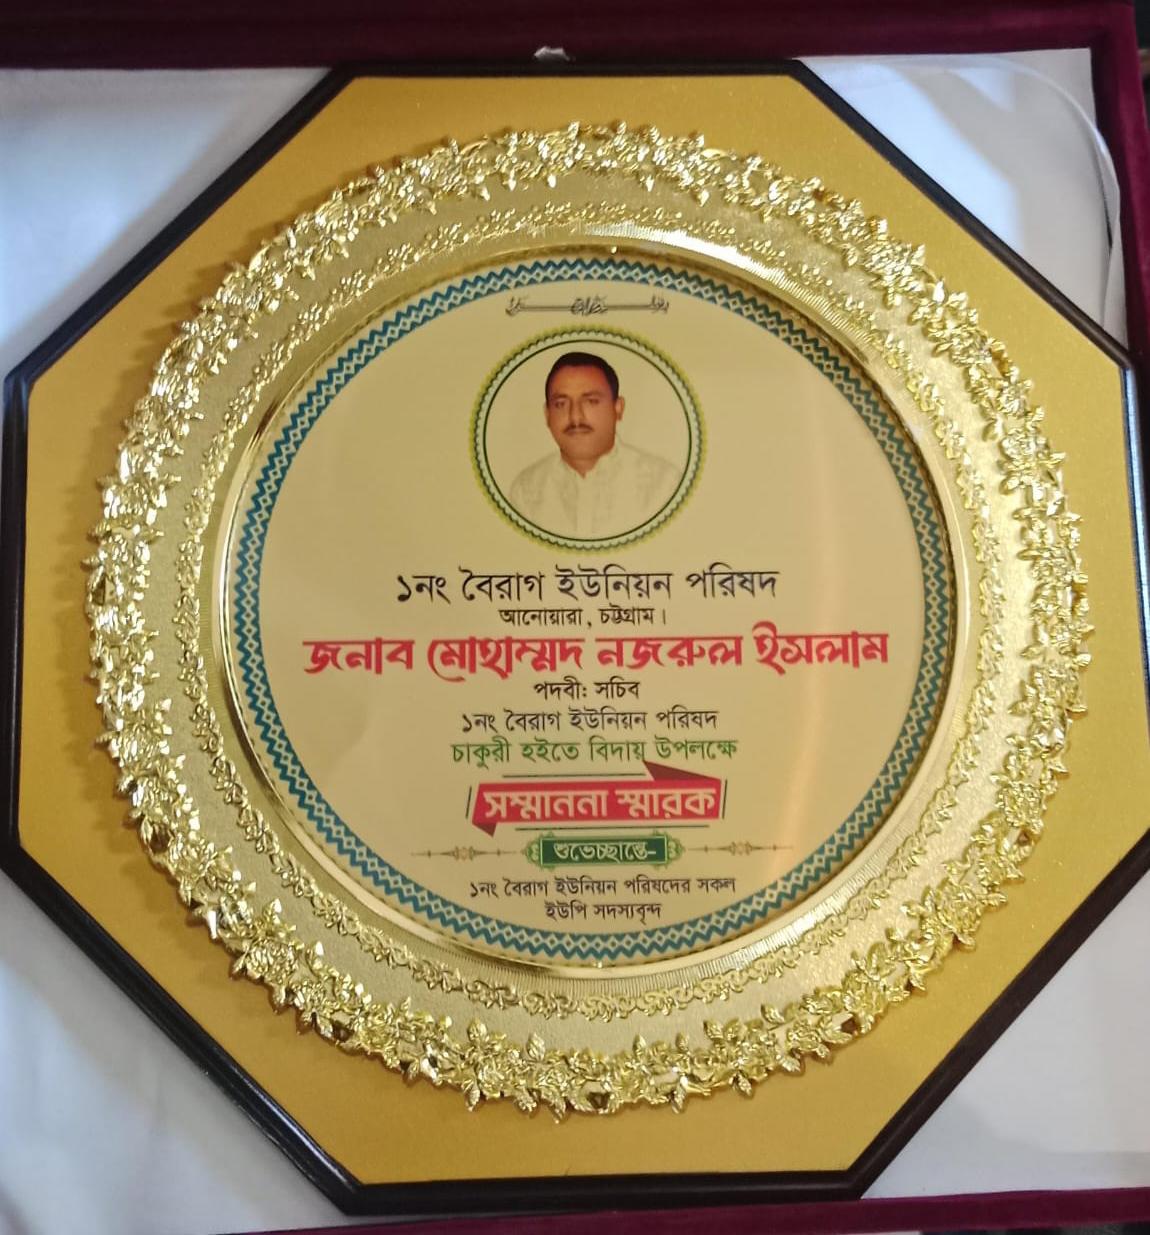 ১নং বৈরাগ ইউনিয়ন পরিষদ
আনোয়ারা, চট্টগ্রাম।
জনাব মোহাম্মদ নজরুল ইসলাম
পদবী: সচিব
১নং বৈরাগ ইউনিয়ন পরিষদ
চাকুরী হইতে বিদায় উপলক্ষে
সম্মাননা স্মারক
শুভেচ্ছান্তে-
১নং বৈরাগ ইউনিয়ন পরিষদের সকল
ইউপি সদস্যবৃন্দ